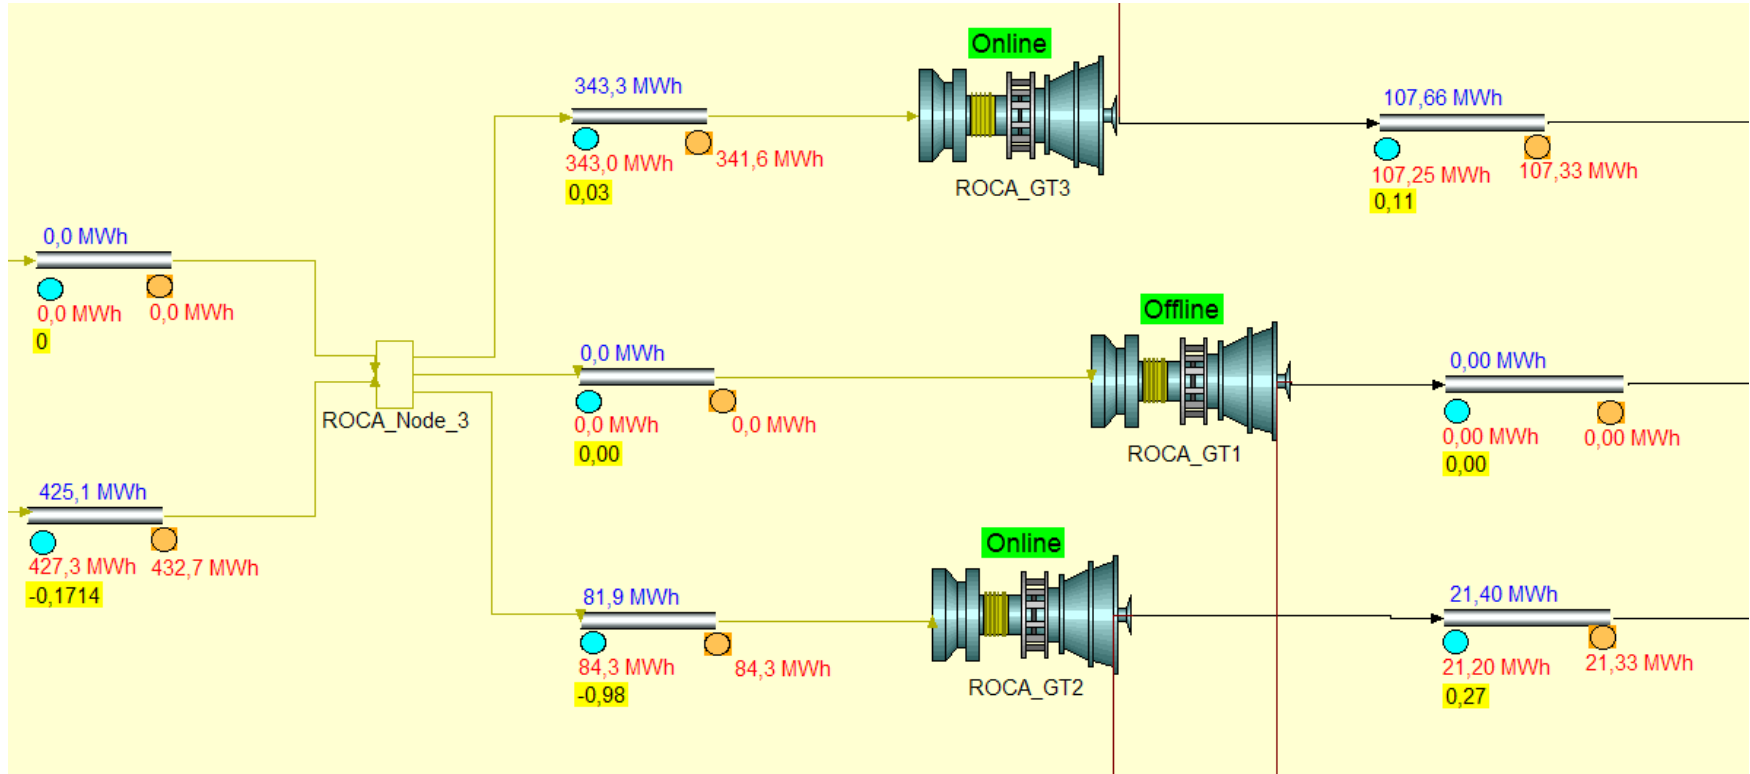 Online
343,3 MWh
343,0 MWh
341,6 MWh
0,03
ROCA_GT3
107,66 MWh
107,25 MWh
107,33 MWh
0,11
0,0 MWh
0,0 MWh
0,0 MWh
0
ROCA_Node_3
Offline
0,0 MWh
0,0 MWh
0,0 MWh
0,00
ROCA_GT1
0,00 MWh
0,00 MWh
0,00 MWh
0,00
425,1 MWh
427,3 MWh
432,7 MWh
-0,1714
Online
81,9 MWh
84,3 MWh
84,3 MWh
-0,98
ROCA_GT2
21,40 MWh
21,20 MWh
21,33 MWh
0,27